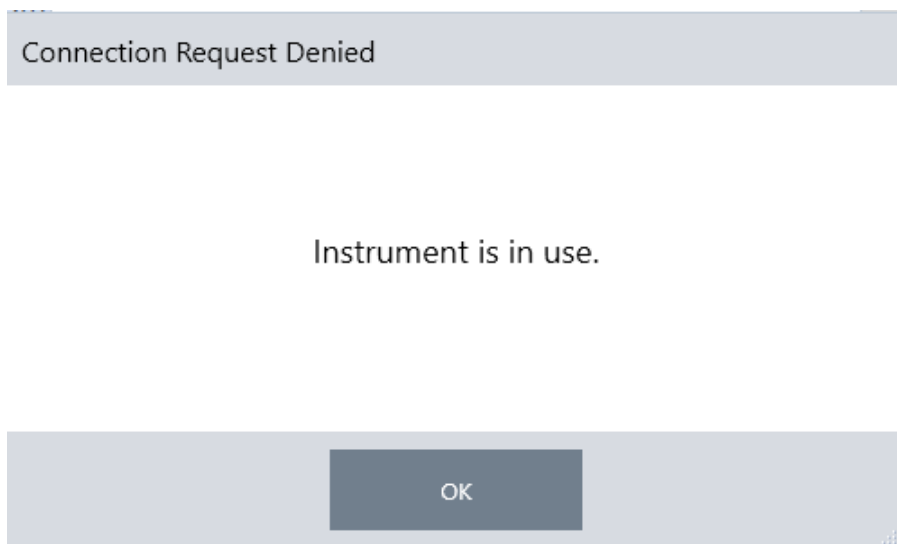 Connection Request Denied
Instrument is in use.
OK